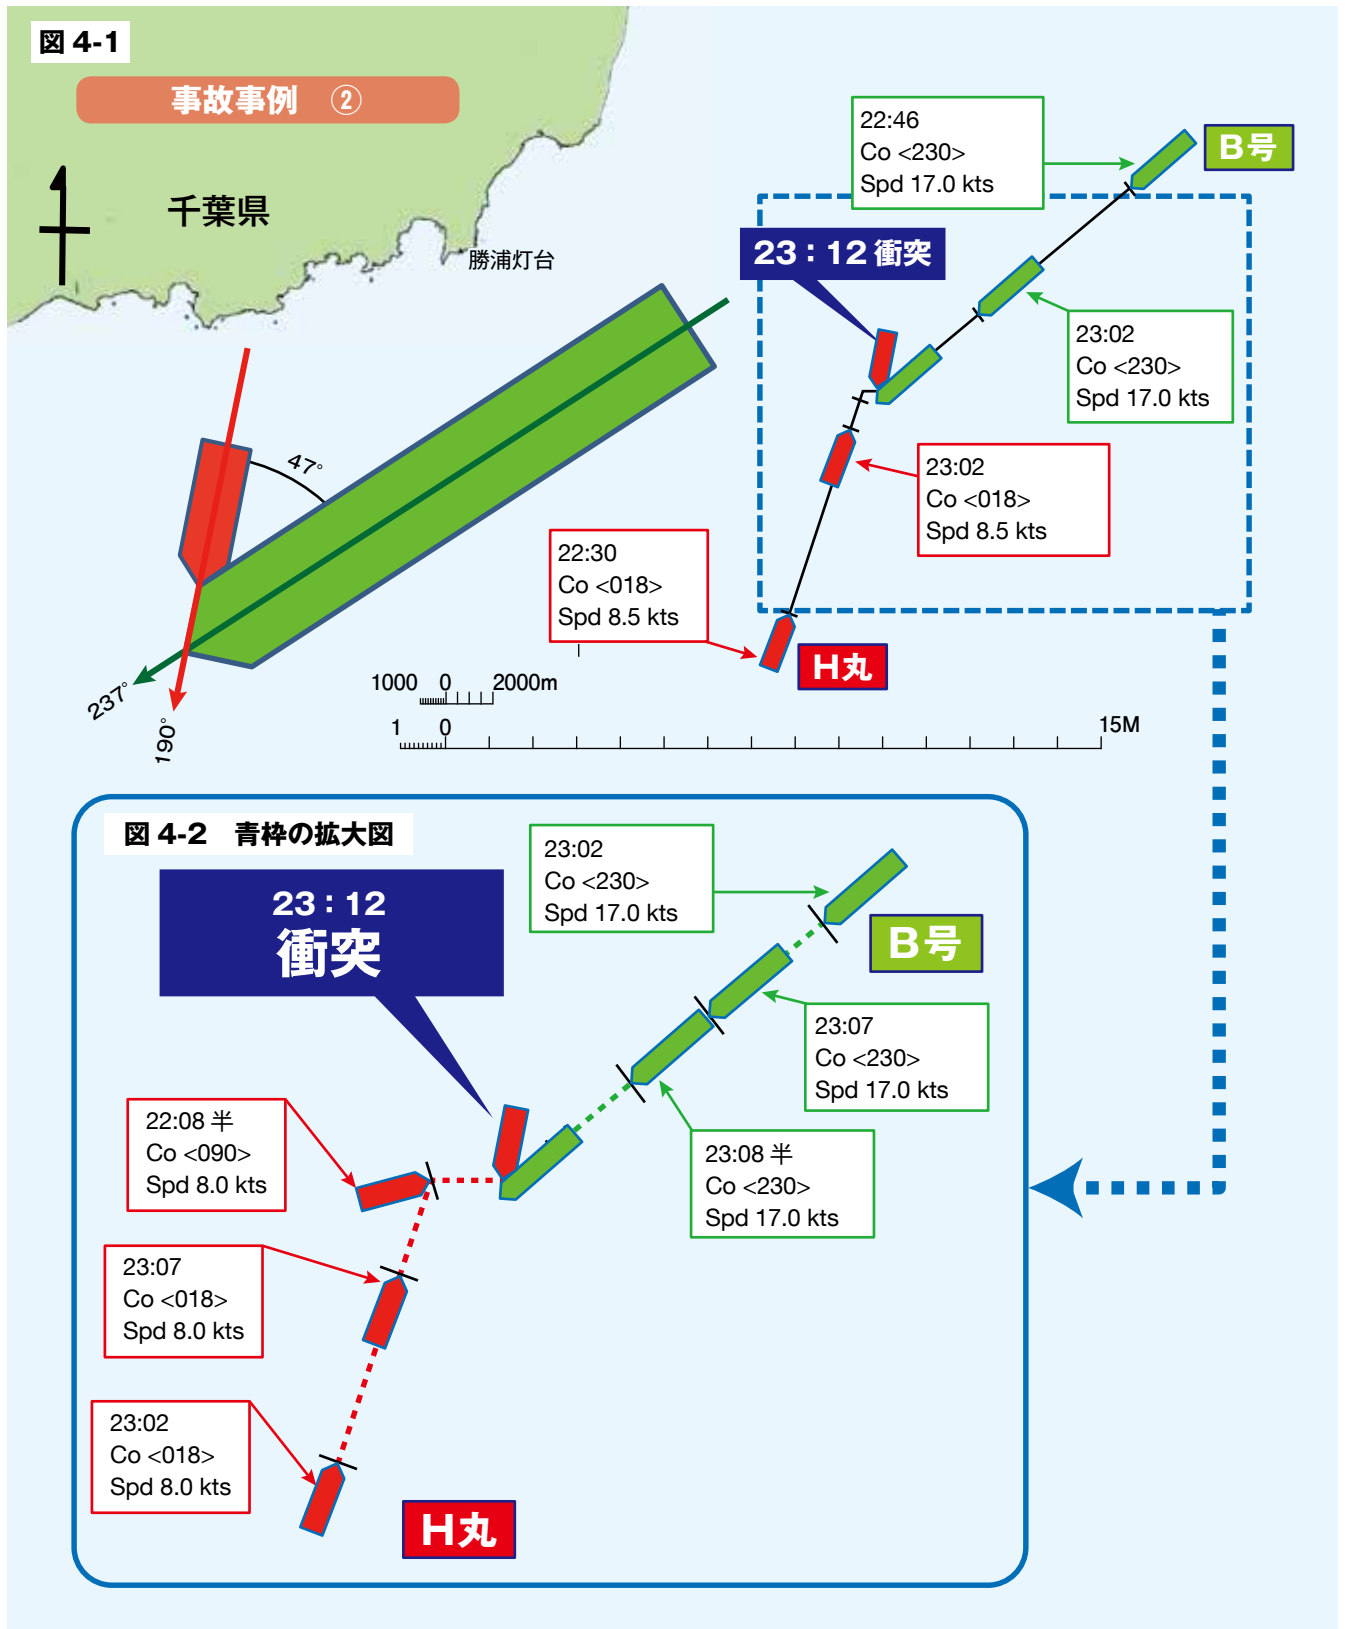 図 4-1
事故事例 ②
千葉県
勝浦灯台
22:46
Co <230>
Spd 17.0 kts
B号
23：12 衝突
23:02
Co <230>
Spd 17.0 kts
23:02
Co <018>
Spd 8.5 kts
22:30
Co <018>
Spd 8.5 kts
H丸
47°
237°
190°
1000 0 2000m
1 0 15M
図 4-2 青枠の拡大図
23：12
衝突
23:02
Co <230>
Spd 17.0 kts
B号
23:07
Co <230>
Spd 17.0 kts
23:08 半
Co <230>
Spd 17.0 kts
22:08 半
Co <090>
Spd 8.0 kts
23:07
Co <018>
Spd 8.0 kts
23:02
Co <018>
Spd 8.0 kts
H丸